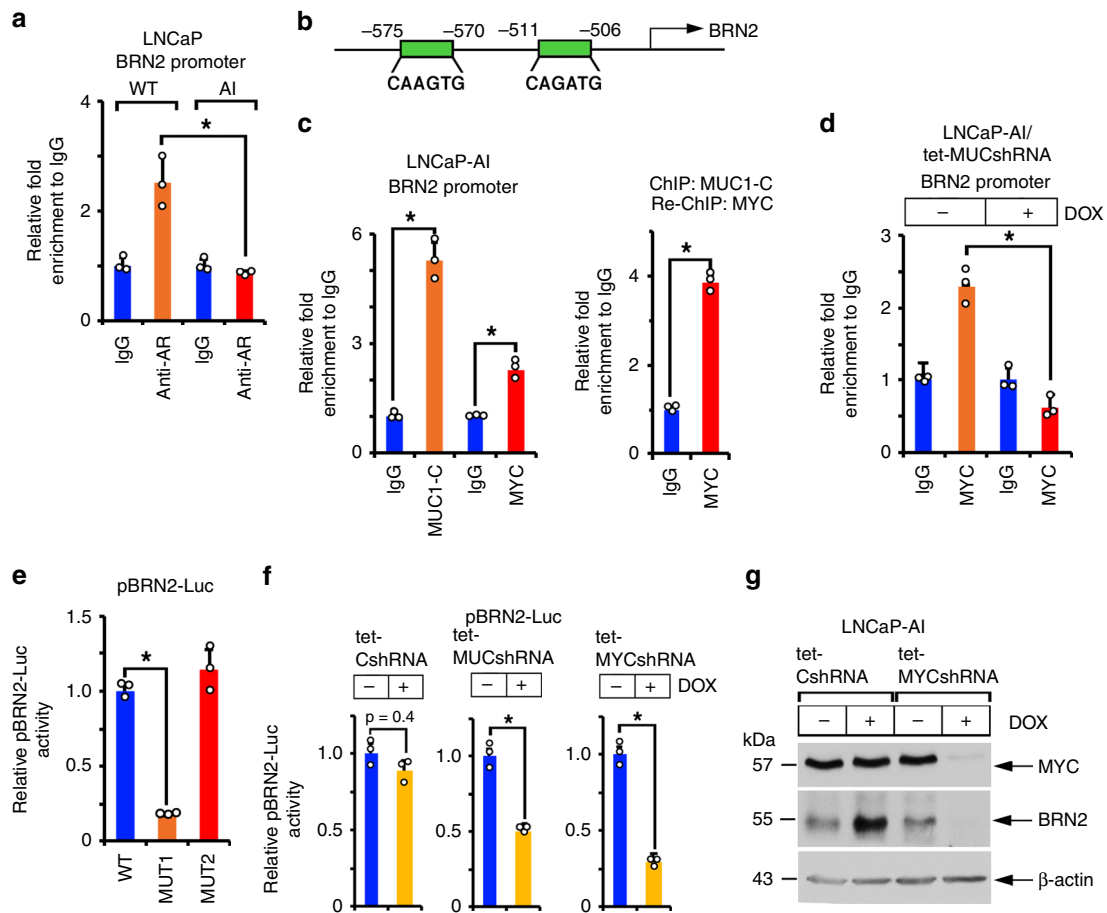 a
LNCaP
BRN2 promoter
WT AI
*
Relative fold
enrichment to IgG
4
2
1
0
IgG
Anti-AR
IgG
Anti-AR
b
−575 −570 −511 −506
BRN2
CAAGTG CAGATG
c
LNCaP-AI
BRN2 promoter
*
*
Relative fold
enrichment to IgG
6
3
1
0
IgG
MUC1-C
IgG
MYC
ChIP: MUC1-C
Re-ChIP: MYC
*
Relative fold
enrichment to IgG
4
2
1
0
IgG
MYC
d
LNCaP-AI/
tet-MUCshRNA
BRN2 promoter
− + DOX
*
Relative fold
enrichment to IgG
3
2
1
0
IgG
MYC
IgG
MYC
e
pBRN2-Luc
*
Relative pBRN2-Luc
activity
1.5
1.0
0.5
0
WT
MUT1
MUT2
f
pBRN2-Luc
tet-
CshRNA
− +
p = 0.4
Relative pBRN2-Luc
activity
1.0
0.5
0
tet-
MUCshRNA
− +
*
1.0
0.5
0
tet-
MYCshRNA
− + DOX
*
1.0
0.5
0
g
LNCaP-AI
tet-
CshRNA
tet-
MYCshRNA
− + − + DOX
kDa
57 MYC
55 BRN2
43 β-actin